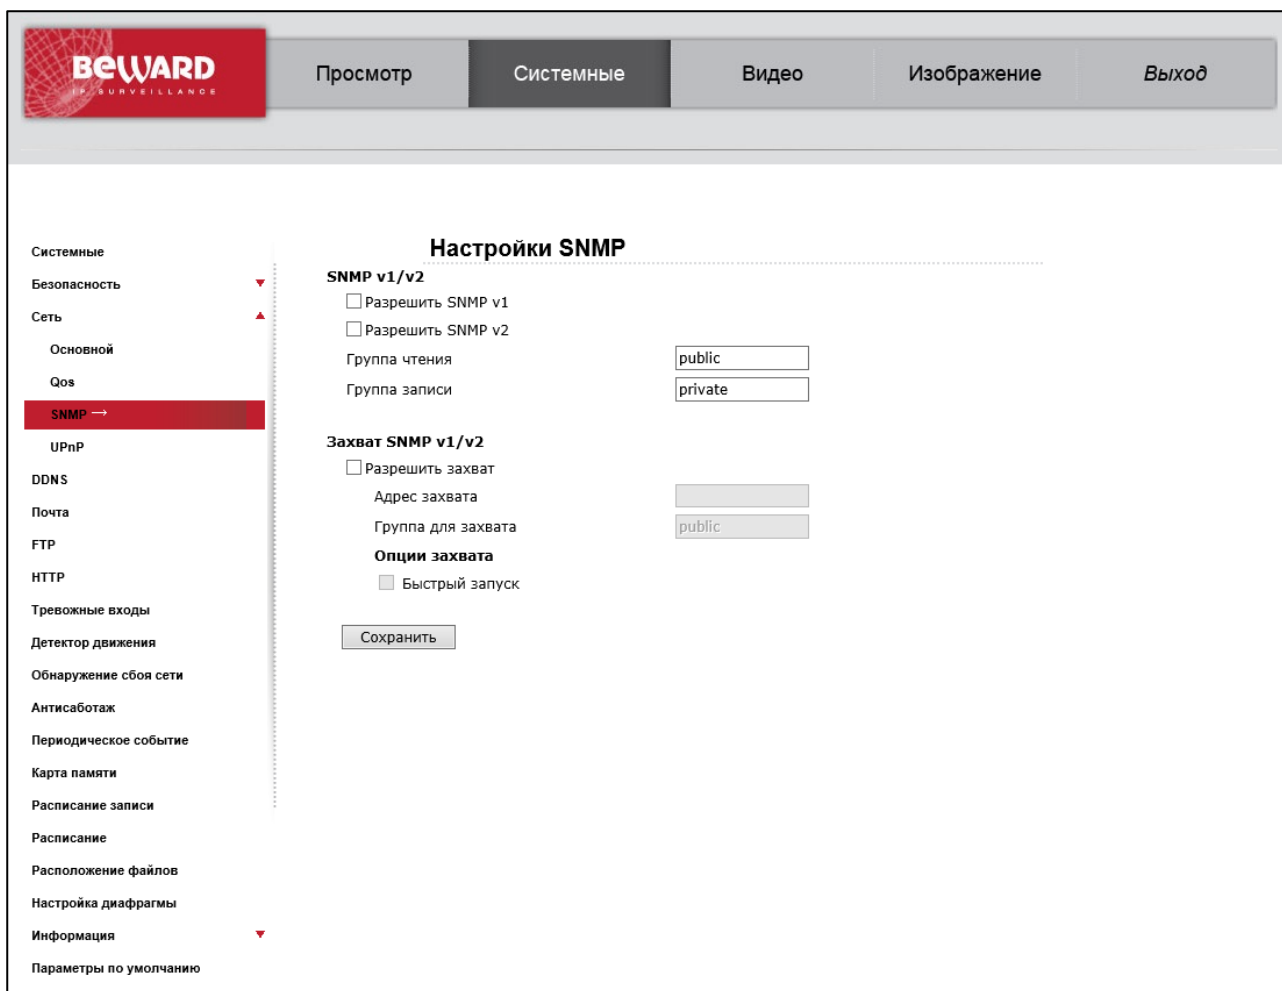 BEWARD
IP SURVEILLANCE
Просмотр
Системные
Видео
Изображение
Выход
Системные
Безопасность
Сеть
Основной
Qos
SNMP →
UPnP
DDNS
Почта
FTP
HTTP
Тревожные входы
Детектор движения
Обнаружение сбоя сети
Антисаботаж
Периодическое событие
Карта памяти
Расписание записи
Расписание
Расположение файлов
Настройка диафрагмы
Информация
Параметры по умолчанию
Настройки SNMP
SNMP v1/v2
Разрешить SNMP v1
Разрешить SNMP v2
Группа чтения public
Группа записи private
Захват SNMP v1/v2
Разрешить захват
Адрес захвата
Группа для захвата public
Опции захвата
Быстрый запуск
Сохранить